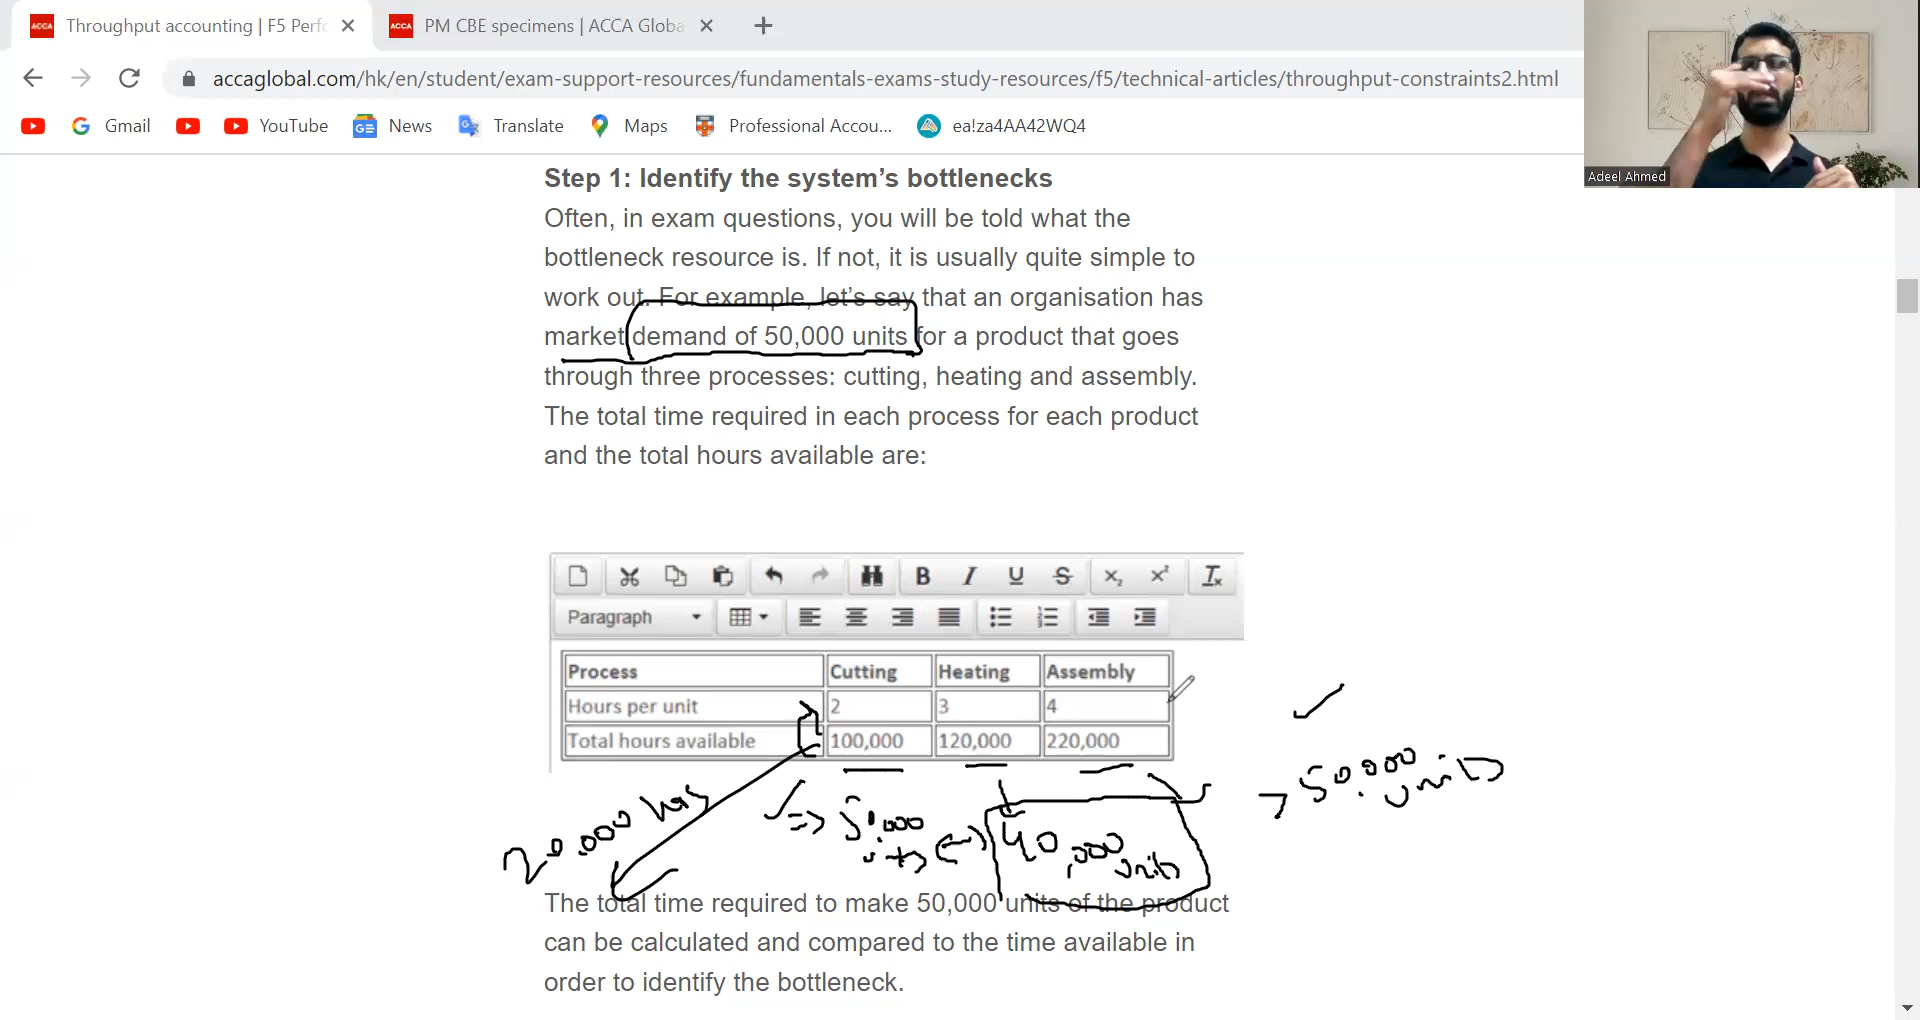 Throughput accounting | F5 Perfo
PM CBE specimens | ACCA Globa
accaglobal.com/hk/en/student/exam-support-resources/fundamentals-exams-study-resources/f5/technical-articles/throughput-constraints2.html
Gmail YouTube News Translate Maps Professional Accou... ea!za4AA42WQ4
Adeel Ahmed
Step 1: Identify the system’s bottlenecks
Often, in exam questions, you will be told what the
bottleneck resource is. If not, it is usually quite simple to
work out. For example, let’s say that an organisation has
market demand of 50,000 units for a product that goes
through three processes: cutting, heating and assembly.
The total time required in each process for each product
and the total hours available are:
Paragraph
Process Cutting Heating Assembly
Hours per unit 2 3 4
Total hours available 100,000 120,000 220,000
20,000 hrs
=> 50,000 units
40,000 units
50,000 units
The total time required to make 50,000 units of the product
can be calculated and compared to the time available in
order to identify the bottleneck.